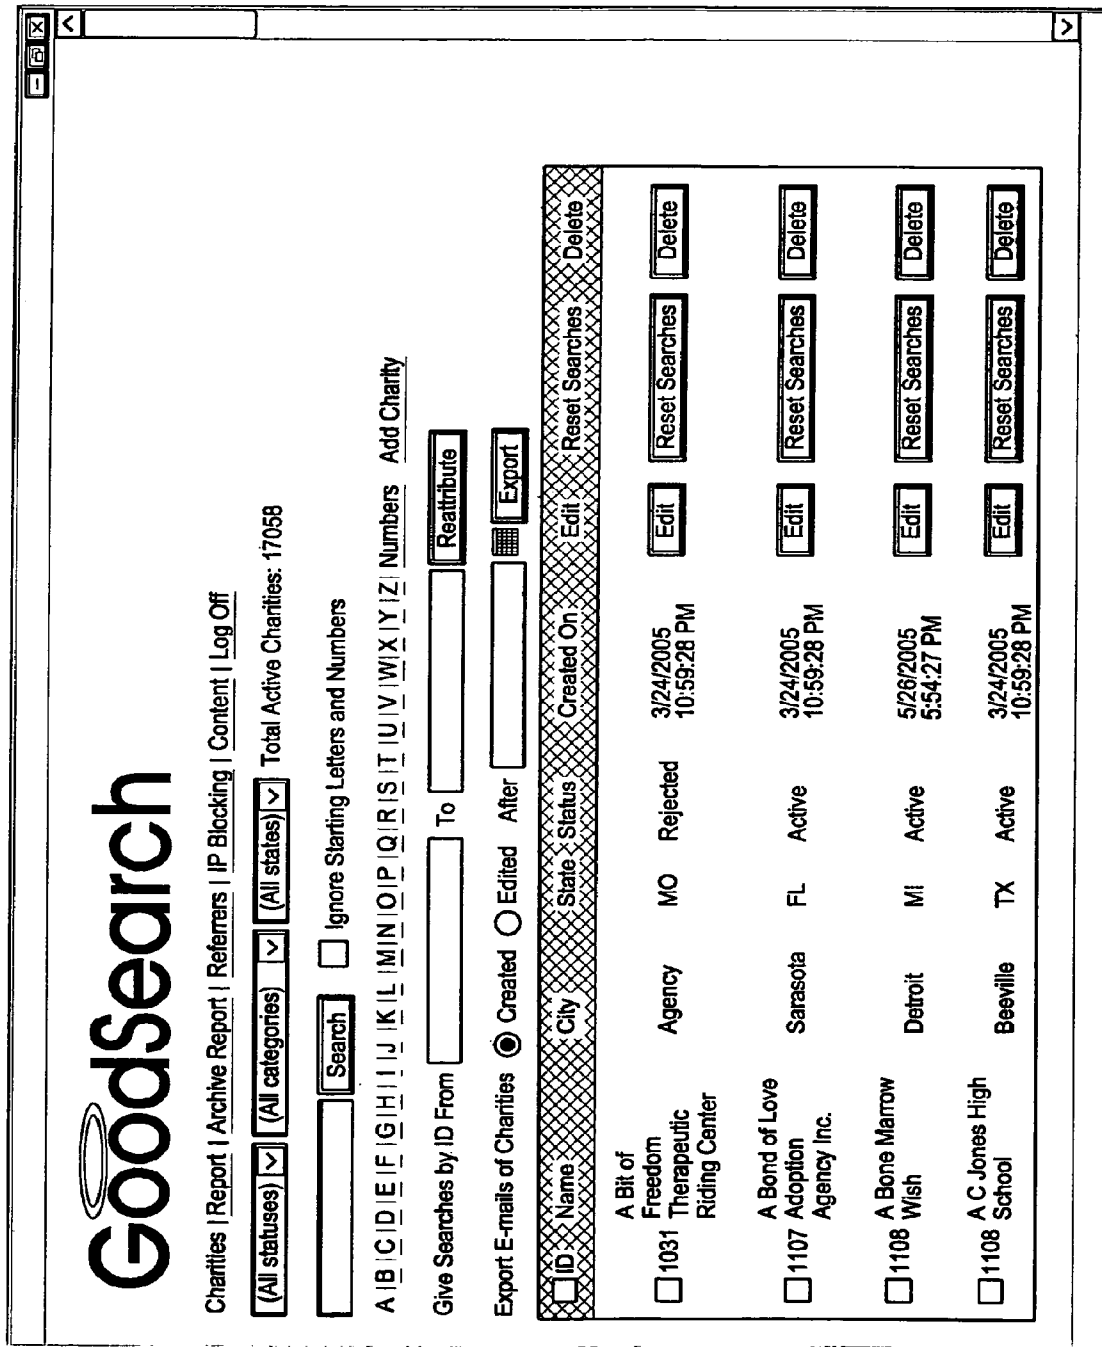 GoodSearch
Charities | Report | Archive Report | Referrers | IP Blocking | Content | Log Off
(All statuses) (All categories) (All states) Total Active Charities: 17058
Search Ignore Starting Letters and Numbers
A | B | C | D | E | F | G | H | I | J | K | L | M | N | O | P | Q | R | S | T | U | V | W | X | Y | Z | Numbers Add Charity
Give Searches by ID From To Reattribute
Export E-mails of Charities Created Edited After Export
ID Name City State Status Created On Edit Reset Searches Delete
A Bit of
Freedom
1031 Therapeutic Agency MO Rejected 3/24/2005 Edit Reset Searches Delete
Riding Center 10:59:28 PM
A Bond of Love
1107 Adoption Sarasota FL Active 3/24/2005 Edit Reset Searches Delete
Agency Inc. 10:59:28 PM
1108 A Bone Marrow Detroit MI Active 5/26/2005 Edit Reset Searches Delete
Wish 5:54:27 PM
1108 A C Jones High Beeville TX Active 3/24/2005 Edit Reset Searches Delete
School 10:59:28 PM